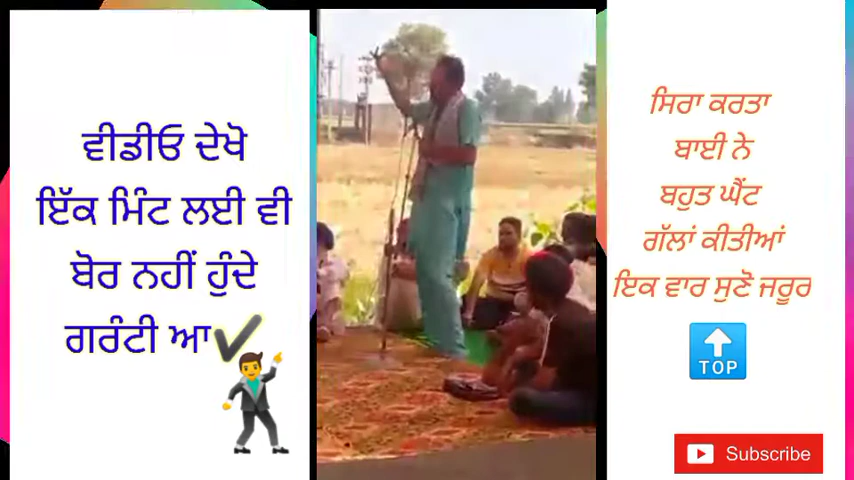 ਵੀਡੀਓ ਦੇਖੋ
ਇੱਕ ਮਿੰਟ ਲਈ ਵੀ
ਬੋਰ ਨਹੀਂ ਹੁੰਦੇ
ਗਰੰਟੀ ਆ
ਸਿਰਾ ਕਰਤਾ
ਬਾਈ ਨੇ
ਬਹੁਤ ਘੈਂਟ
ਗੱਲਾਂ ਕੀਤੀਆਂ
ਇਕ ਵਾਰ ਸੁਣੋ ਜਰੂਰ
TOP
Subscribe